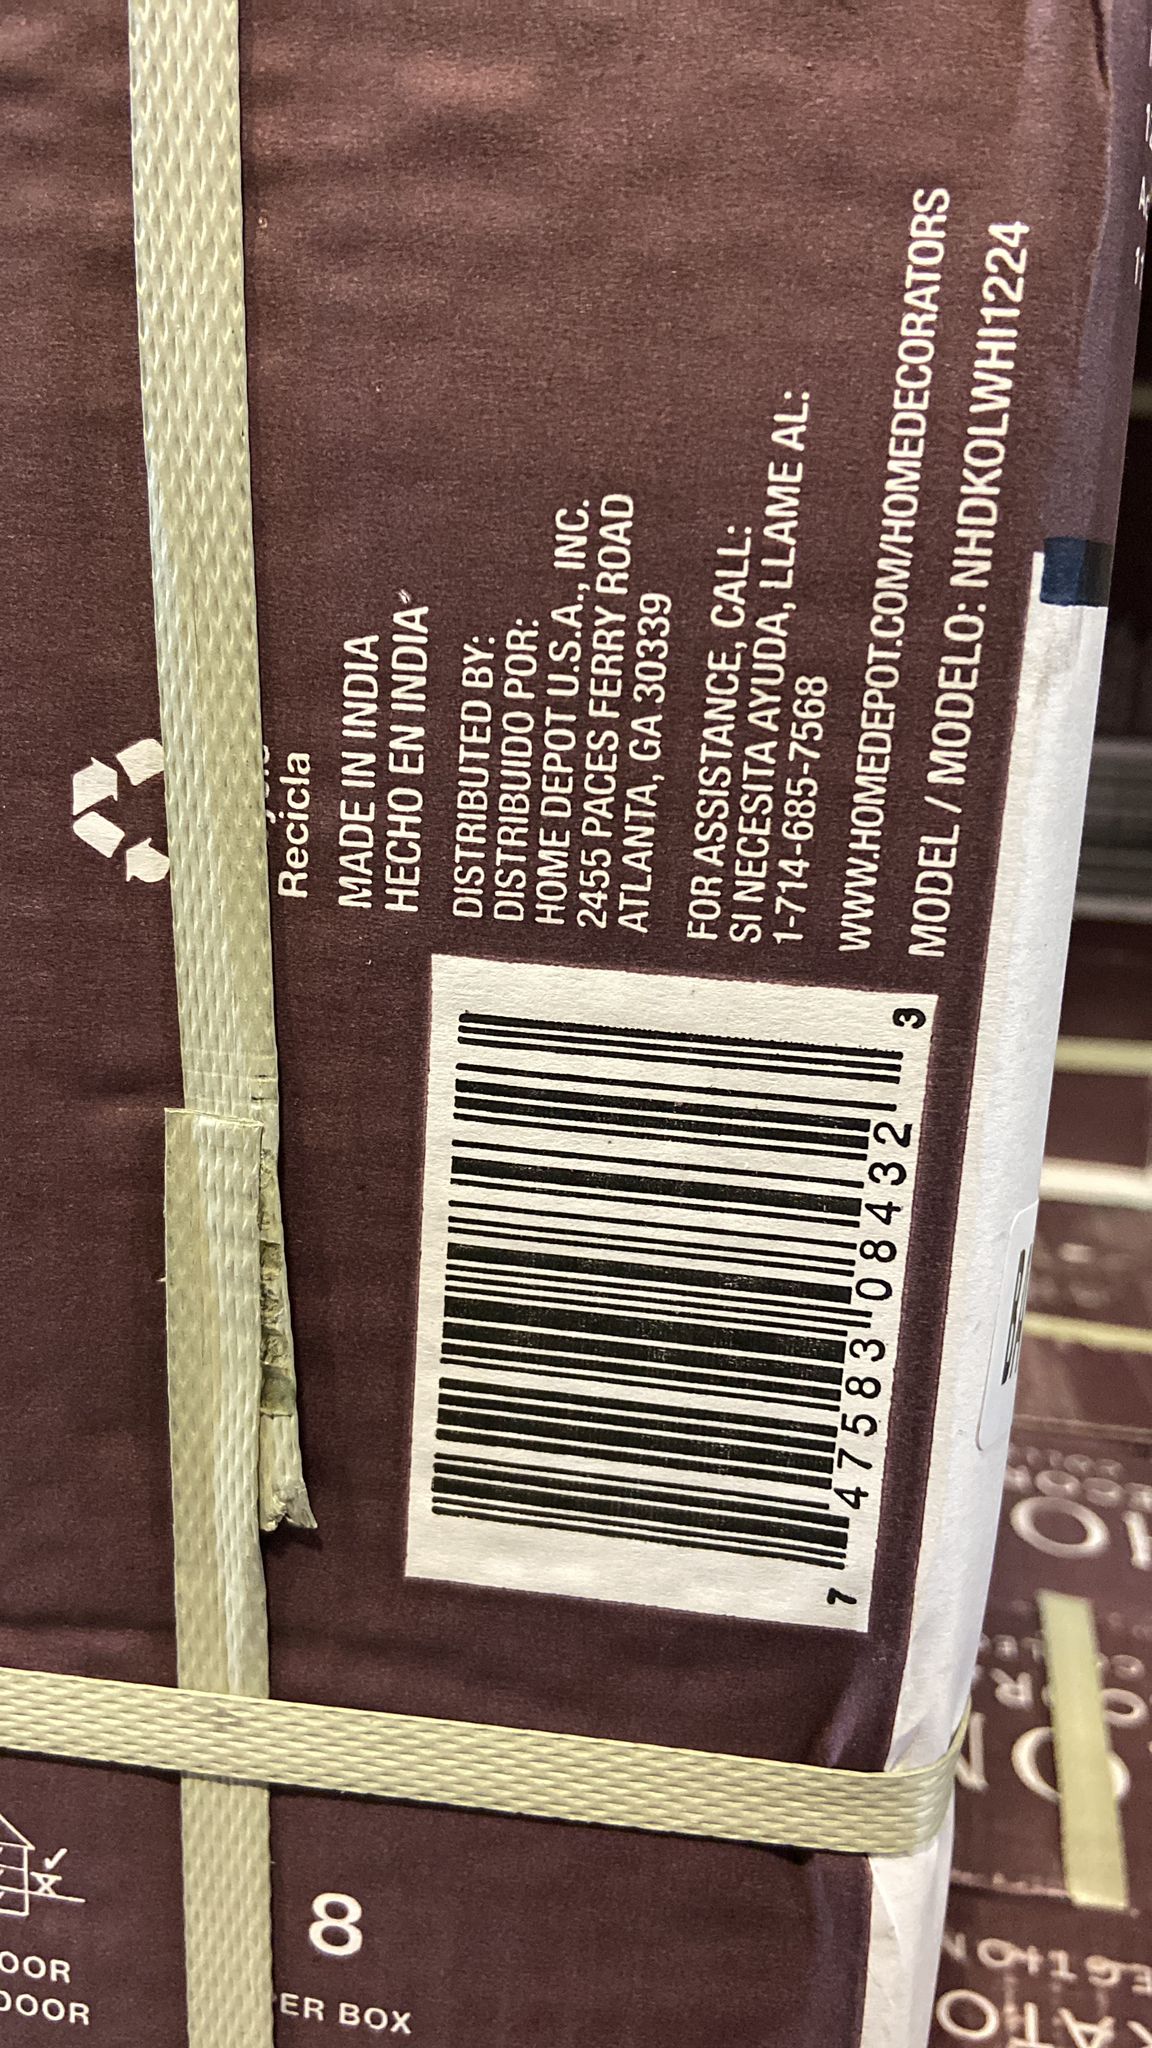 Recicla
MADE IN INDIA
HECHO EN INDIA
DISTRIBUTED BY:
DISTRIBUIDO POR:
HOME DEPOT U.S.A., INC.
2455 PACES FERRY ROAD
ATLANTA, GA 30339
FOR ASSISTANCE, CALL:
SI NECESITA AYUDA, LLAME AL:
1-714-685-7568
WWW.HOMEDEPOT.COM/HOMEDECORATORS
MODEL / MODELO: NHDKOLWHI1224
7 47583 08432 3
8
ER BOX
OOR
DOOR